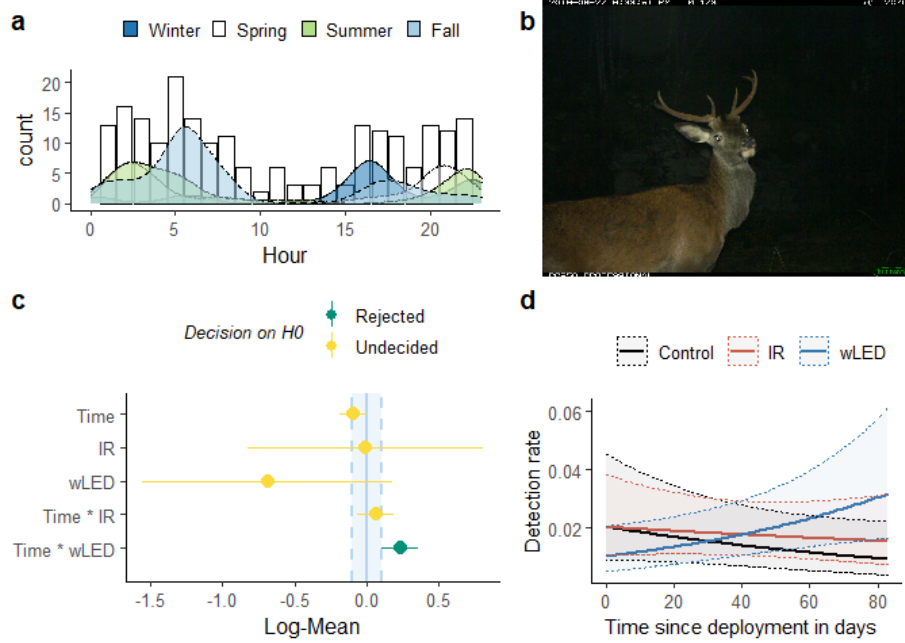 a
Winter Spring Summer Fall
count
20
15
10
5
0
0 5 10 15 20
Hour
b
c
Decision on H0
Rejected
Undecided
Time
IR
wLED
Time * IR
Time * wLED
-1.5 -1.0 -0.5 0.0 0.5
Log-Mean
d
Control IR wLED
Detection rate
0.06
0.04
0.02
0 20 40 60 80
Time since deployment in days